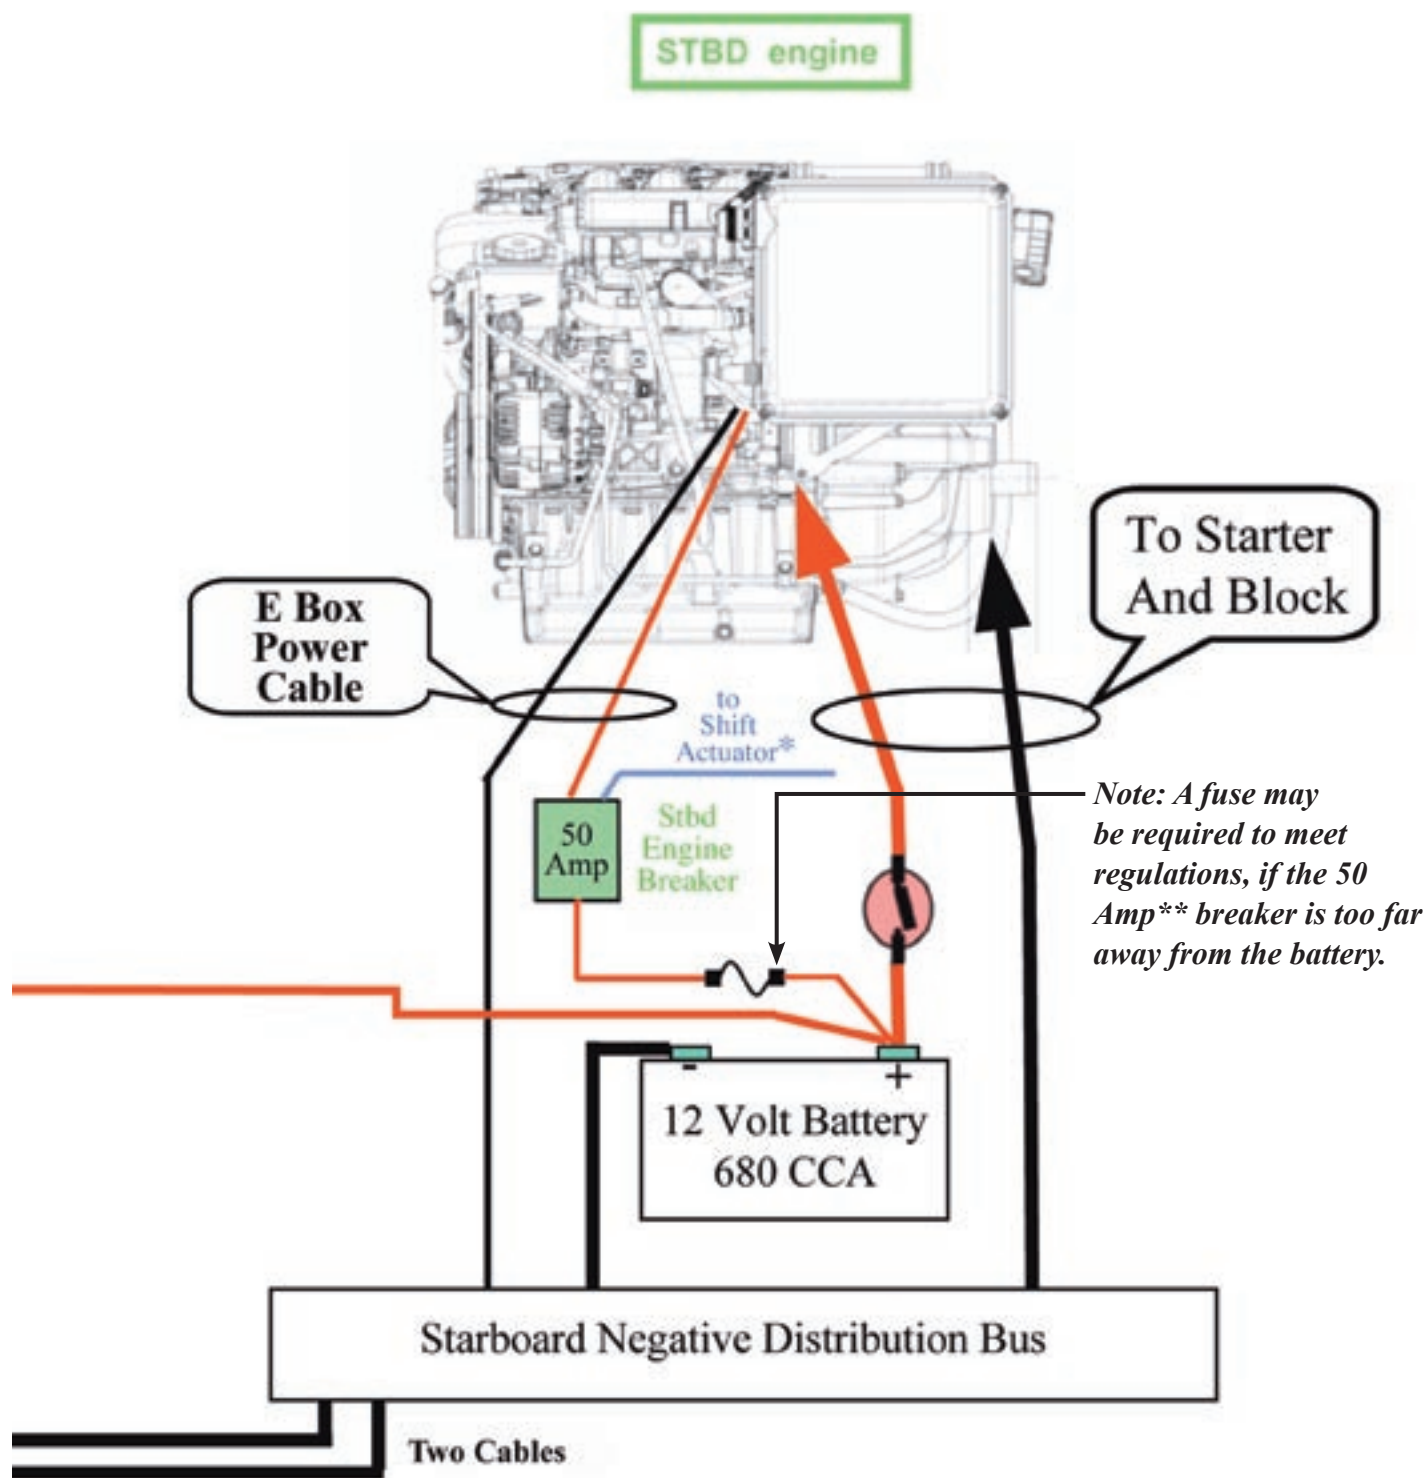 STBD engine
To Starter
And Block
E Box
Power
Cable
to
Shift
Actuator*
50
Amp
Stbd
Engine
Breaker
Note: A fuse may
be required to meet
regulations, if the 50
Amp** breaker is too far
away from the battery.
- +
12 Volt Battery
680 CCA
Starboard Negative Distribution Bus
Two Cables